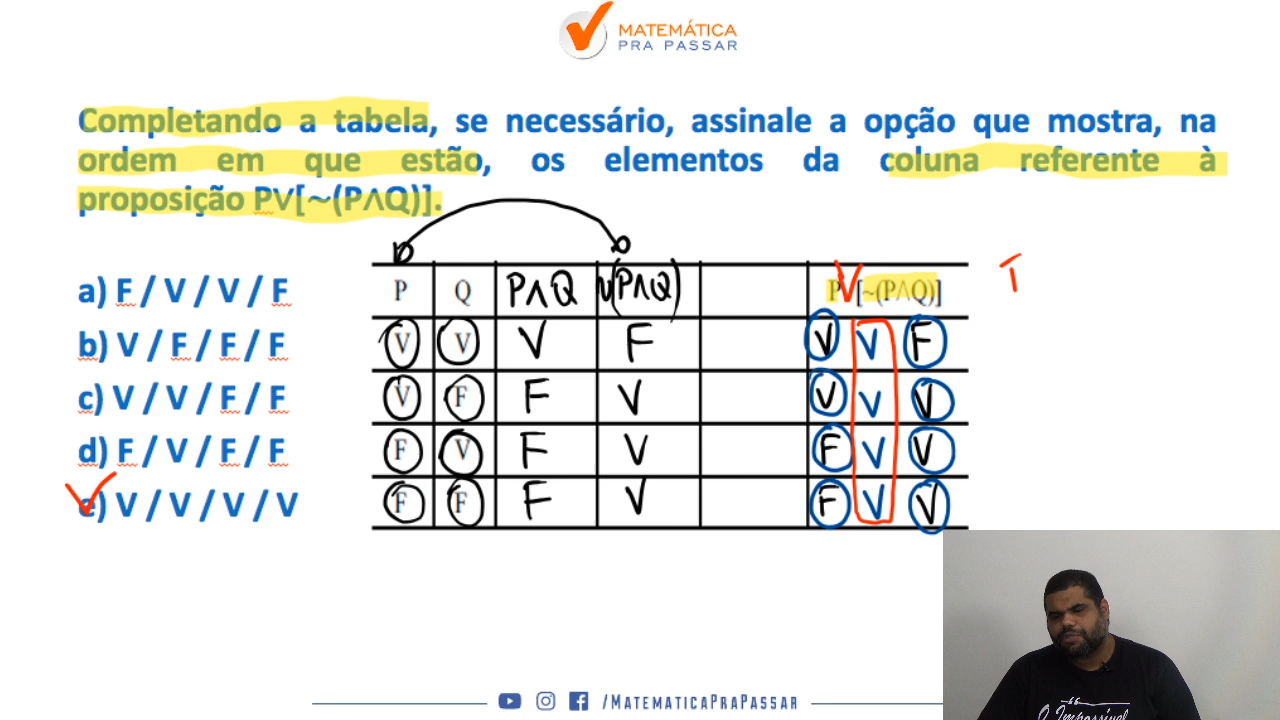 MATEMÁTICA
PRA PASSAR
Completando a tabela, se necessário, assinale a opção que mostra, na
ordem em que estão, os elementos da coluna referente à
proposição PV[~(P∧Q)].
a) F / V / V / F
b) V / F / F / F
c) V / V / F / F
d) F / V / F / F
e) V / V / V / V
P Q P∧Q ~(P∧Q) P V [~(P∧Q)]
V V V F V V F
V F F V V V V
F V F V F V V
F F F V F V V
T
/MATEMATICAPRAPASSAR
O Impossível